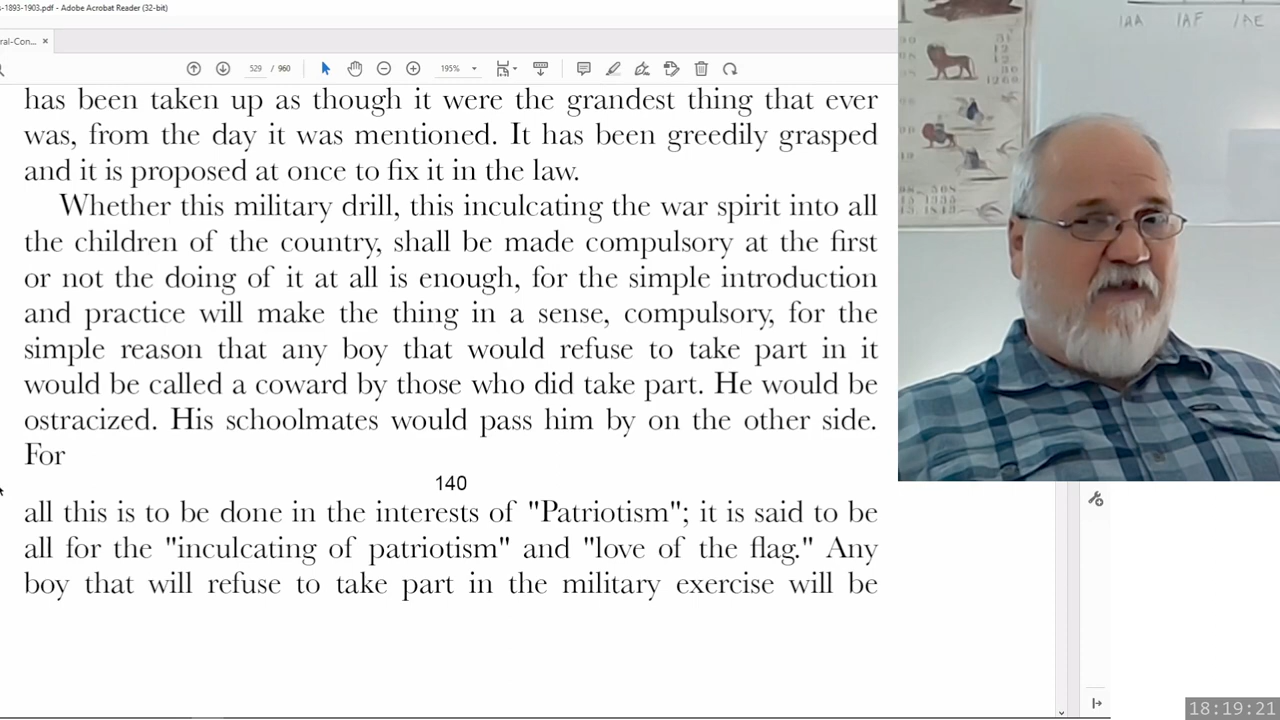 s-1893-1903.pdf - Adobe Acrobat Reader (32-bit)
ral-Con... ×
529 / 960
195%
has been taken up as though it were the grandest thing that ever
was, from the day it was mentioned. It has been greedily grasped
and it is proposed at once to fix it in the law.
Whether this military drill, this inculcating the war spirit into all
the children of the country, shall be made compulsory at the first
or not the doing of it at all is enough, for the simple introduction
and practice will make the thing in a sense, compulsory, for the
simple reason that any boy that would refuse to take part in it
would be called a coward by those who did take part. He would be
ostracized. His schoolmates would pass him by on the other side.
For
140
all this is to be done in the interests of "Patriotism"; it is said to be
all for the "inculcating of patriotism" and "love of the flag." Any
boy that will refuse to take part in the military exercise will be
1AA 1AF 1AE
18:19:21